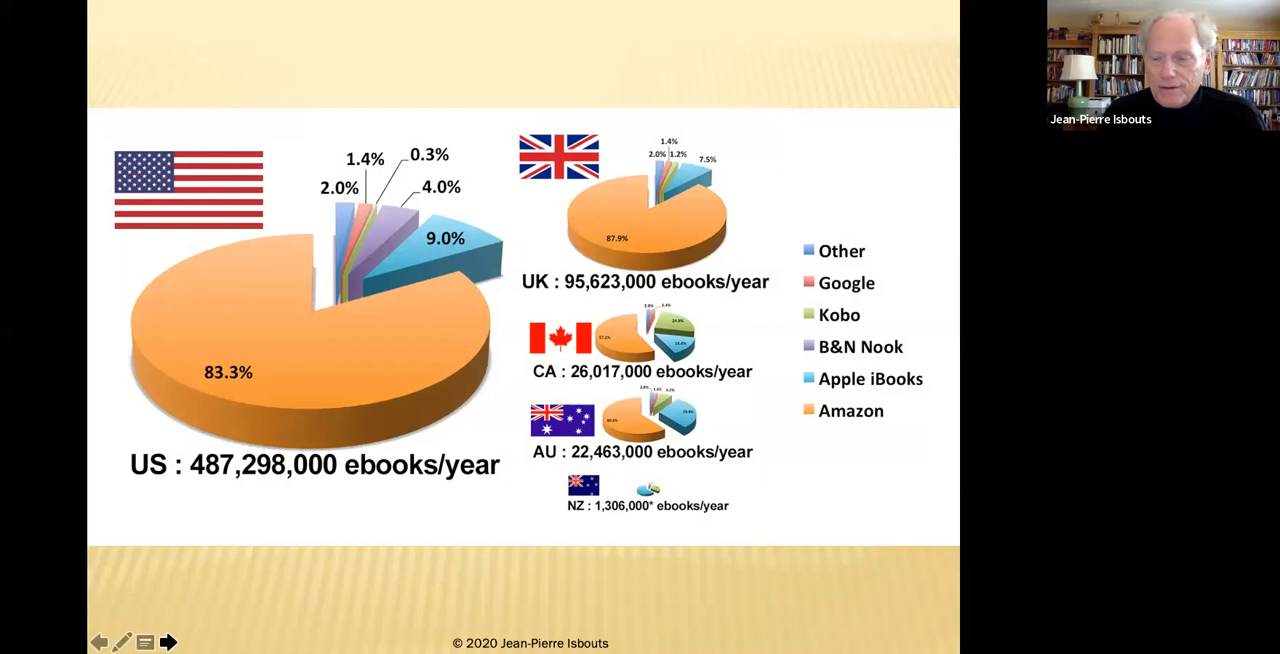 Jean-Pierre Isbouts
1.4%
0.3%
2.0%
4.0%
9.0%
83.3%
US : 487,298,000 ebooks/year
1.4%
2.0%
1.2%
7.5%
87.9%
UK : 95,623,000 ebooks/year
CA : 26,017,000 ebooks/year
AU : 22,463,000 ebooks/year
NZ : 1,306,000* ebooks/year
Other
Google
Kobo
B&N Nook
Apple iBooks
Amazon
© 2020 Jean-Pierre Isbouts